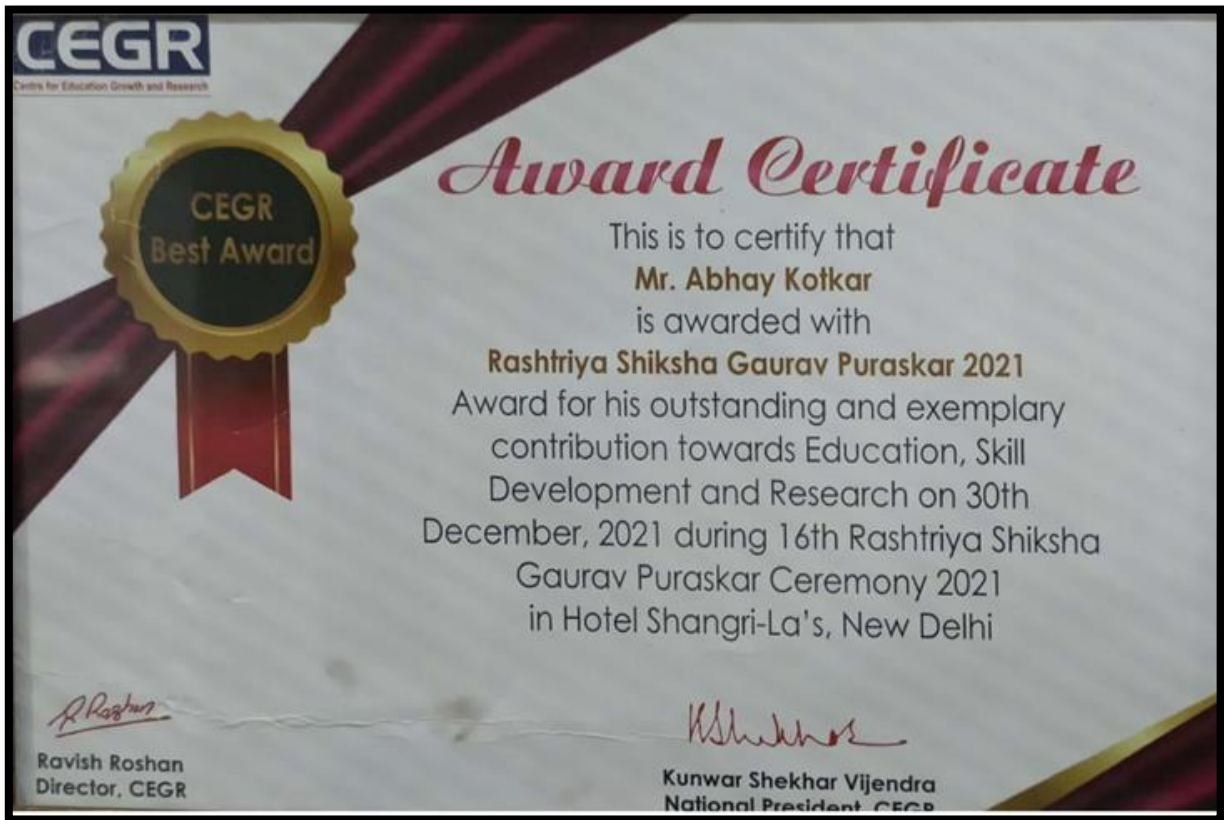 CEGR
Centre for Education Growth and Research
CEGR
Best Award
Award Certificate
This is to certify that
Mr. Abhay Kotkar
is awarded with
Rashtriya Shiksha Gaurav Puraskar 2021
Award for his outstanding and exemplary
contribution towards Education, Skill
Development and Research on 30th
December, 2021 during 16th Rashtriya Shiksha
Gaurav Puraskar Ceremony 2021
in Hotel Shangri-La's, New Delhi
R Roshan
Ravish Roshan
Director, CEGR
KShekhar
Kunwar Shekhar Vijendra
National President, CEGR